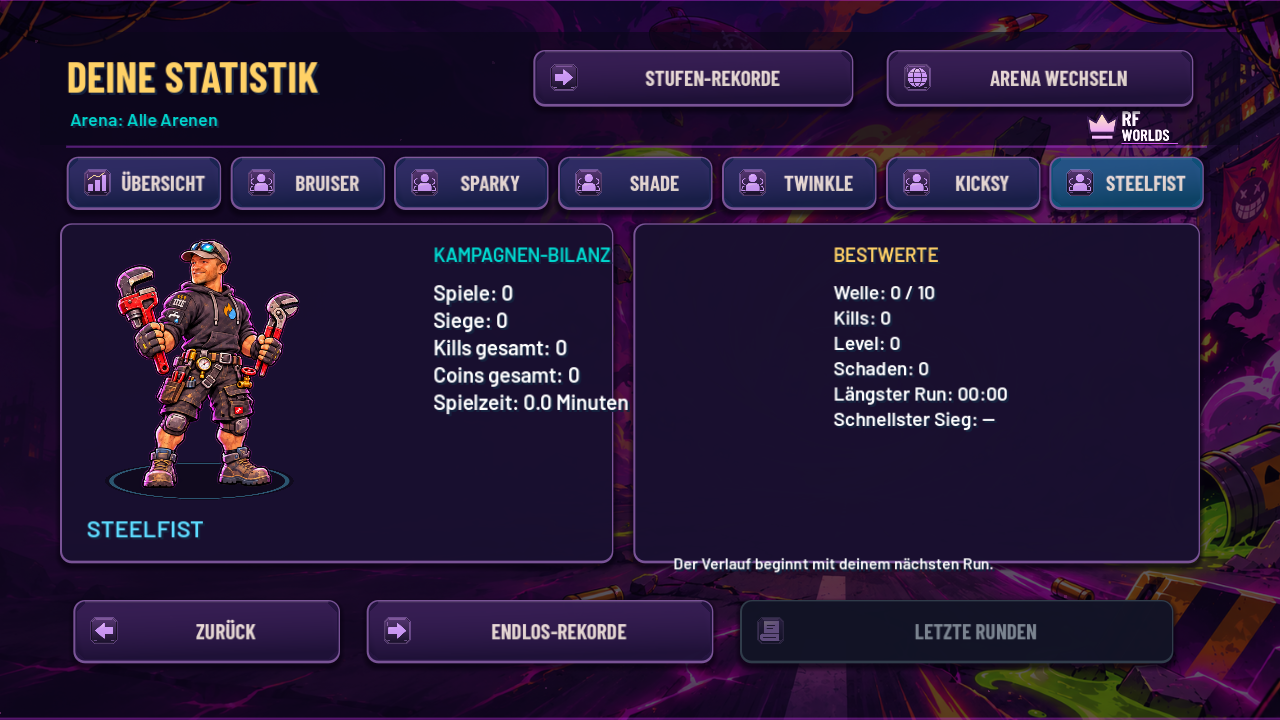 DEINE STATISTIK
STUFEN-REKORDE
ARENA WECHSELN
Arena: Alle Arenen
RF
WORLDS
ÜBERSICHT
BRUISER
SPARKY
SHADE
TWINKLE
KICKSY
STEELFIST
KAMPAGNEN-BILANZ
Spiele: 0
Siege: 0
Kills gesamt: 0
Coins gesamt: 0
Spielzeit: 0.0 Minuten
STEELFIST
BESTWERTE
Welle: 0 / 10
Kills: 0
Level: 0
Schaden: 0
Längster Run: 00:00
Schnellster Sieg: —
Der Verlauf beginnt mit deinem nächsten Run.
ZURÜCK
ENDLOS-REKORDE
LETZTE RUNDEN